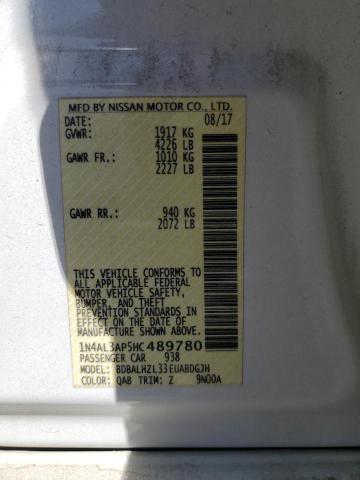 MFD BY NISSAN MOTOR CO., LTD.
DATE: 08/17
GVWR: 1917 KG
4226 LB
GAWR FR.: 1010 KG
2227 LB
GAWR RR.: 940 KG
2072 LB
THIS VEHICLE CONFORMS TO
ALL APPLICABLE FEDERAL
MOTOR VEHICLE SAFETY,
BUMPER, AND THEFT
PREVENTION STANDARDS
IN EFFECT ON THE DATE OF
MANUFACTURE SHOWN ABOVE.
1N4AL3AP5HC489780
PASSENGER CAR 938
MODEL: BDBALHZL33EUABDGJH
COLOR: QAB TRIM: Z 9N00A